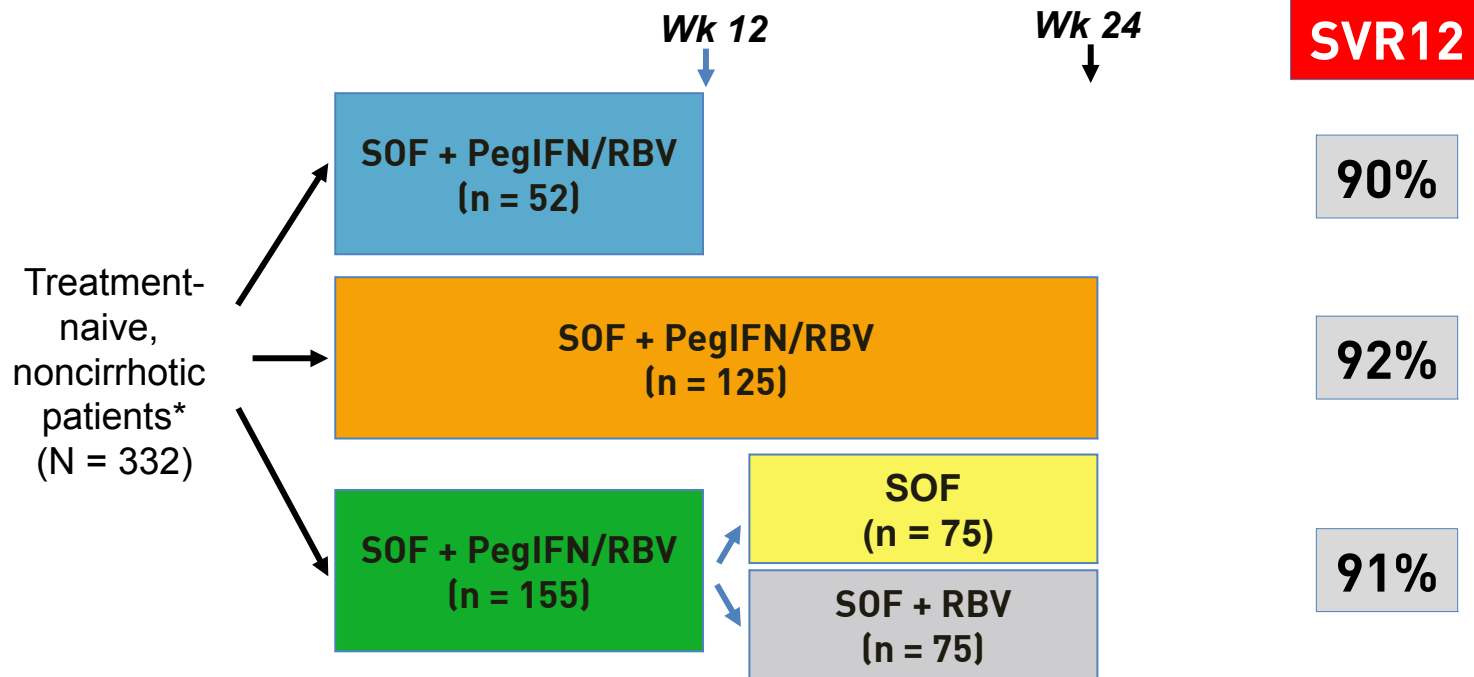 Wk 12
Wk 24
SVR12
SOF + PegIFN/RBV
(n = 52)
90%
Treatment-
naive,
noncirrhotic
patients*
(N = 332)
SOF + PegIFN/RBV
(n = 125)
92%
SOF + PegIFN/RBV
(n = 155)
SOF
(n = 75)
SOF + RBV
(n = 75)
91%